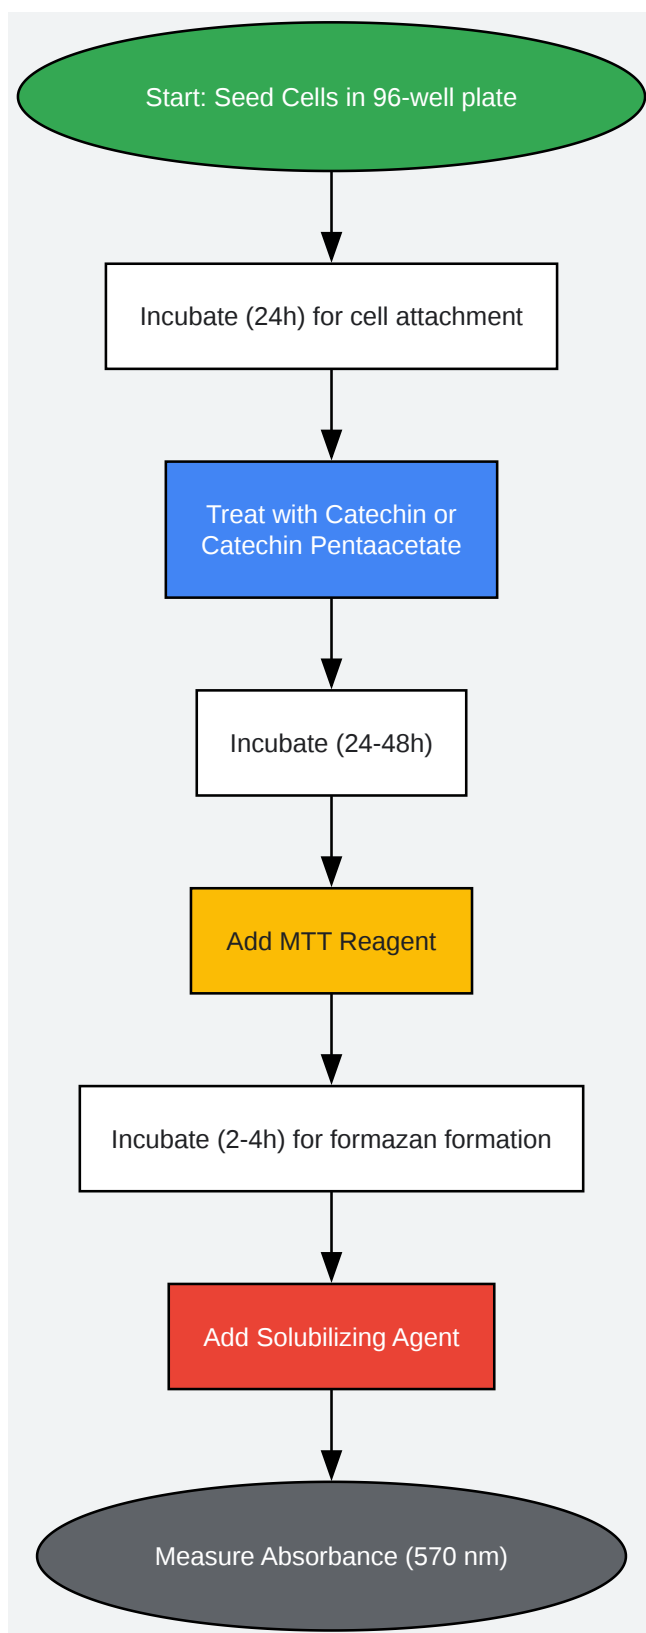 Start: Seed Cells in 96-well plate
Incubate (24h) for cell attachment
Treat with Catechin or
Catechin Pentaacetate
Incubate (24-48h)
Add MTT Reagent
Incubate (2-4h) for formazan formation
Add Solubilizing Agent
Measure Absorbance (570 nm)